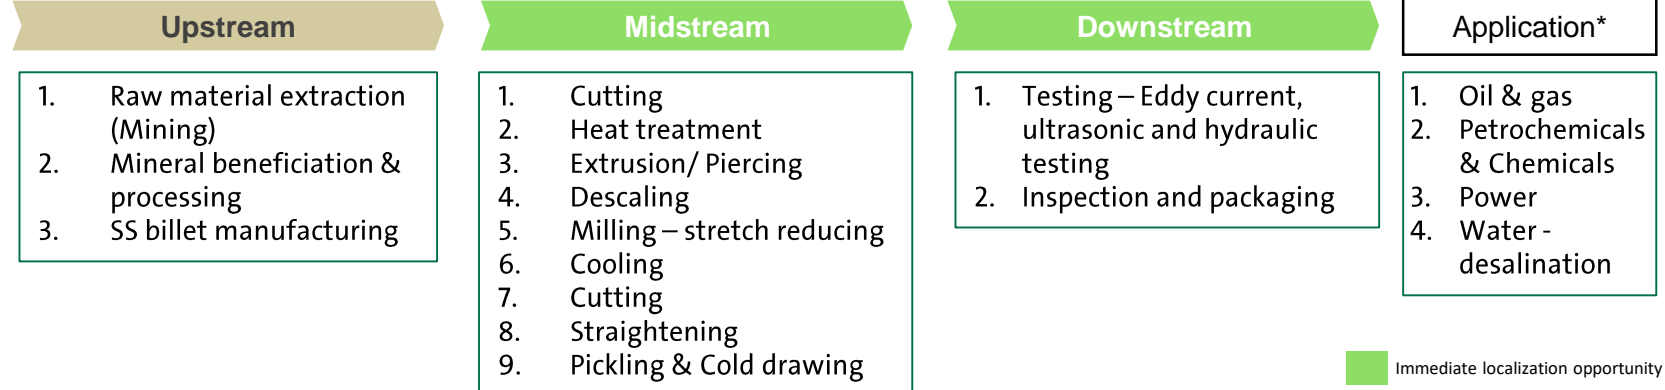 Upstream
Midstream
Downstream
Application*
1. Raw material extraction
(Mining)
2. Mineral beneficiation &
processing
3. SS billet manufacturing
1. Cutting
2. Heat treatment
3. Extrusion/ Piercing
4. Descaling
5. Milling – stretch reducing
6. Cooling
7. Cutting
8. Straightening
9. Pickling & Cold drawing
1. Testing – Eddy current,
ultrasonic and hydraulic
testing
2. Inspection and packaging
1. Oil & gas
2. Petrochemicals
& Chemicals
3. Power
4. Water -
desalination
Immediate localization opportunity